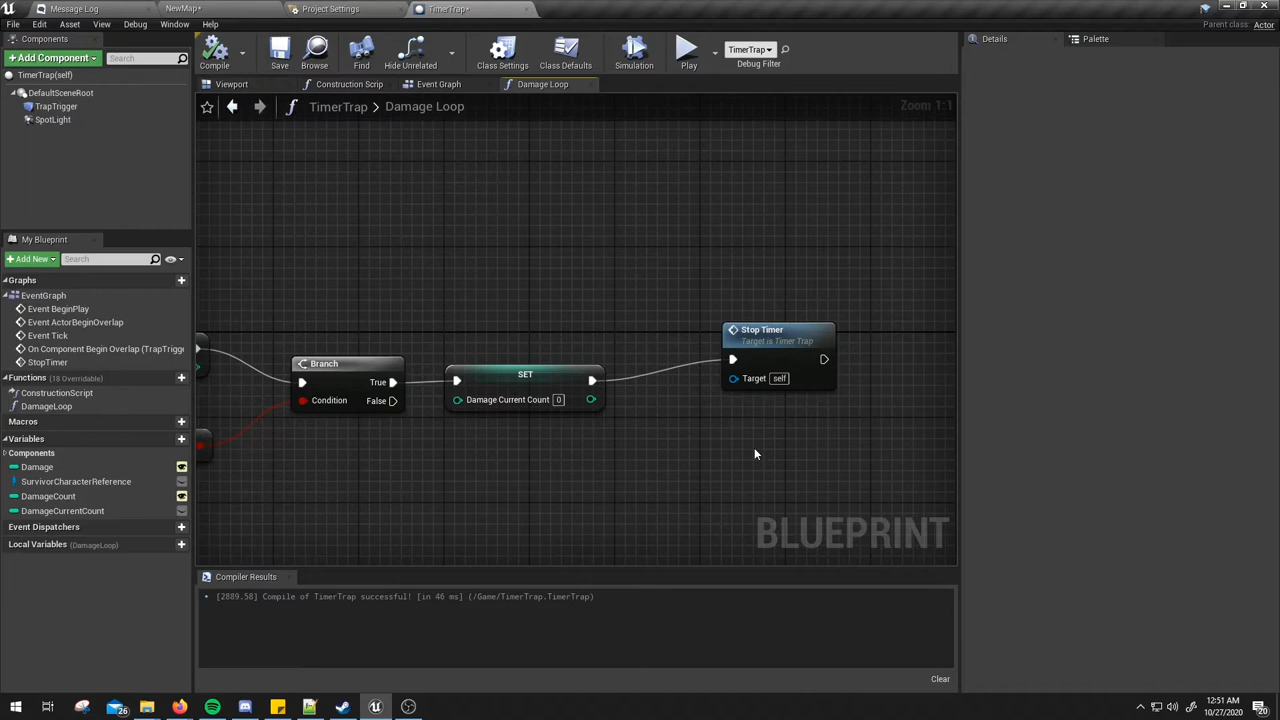 Message Log
NewMap*
Project Settings
TimerTrap*
File Edit Asset View Debug Window Help
Parent class: Actor
Components
+Add Component
Search
TimerTrap(self)
DefaultSceneRoot
TrapTrigger
SpotLight
My Blueprint
+Add New
Search
Graphs
EventGraph
Event BeginPlay
Event ActorBeginOverlap
Event Tick
On Component Begin Overlap (TrapTrigge
StopTimer
Functions (18 Overridable)
ConstructionScript
DamageLoop
Macros
Variables
Components
Damage
SurvivorCharacterReference
DamageCount
DamageCurrentCount
Event Dispatchers
Local Variables (DamageLoop)
Compile
Save
Browse
Find
Hide Unrelated
Class Settings
Class Defaults
Simulation
Play
TimerTrap
Debug Filter
Viewport
Construction Scrip
Event Graph
Damage Loop
TimerTrap > Damage Loop
Zoom 1:1
Branch
True
Condition
False
SET
Damage Current Count 0
Stop Timer
Target is Timer Trap
Target self
BLUEPRINT
Compiler Results
[2889.58] Compile of TimerTrap successful! [in 46 ms] (/Game/TimerTrap.TimerTrap)
Clear
Details
Palette
26
12:51 AM
10/27/2020
20